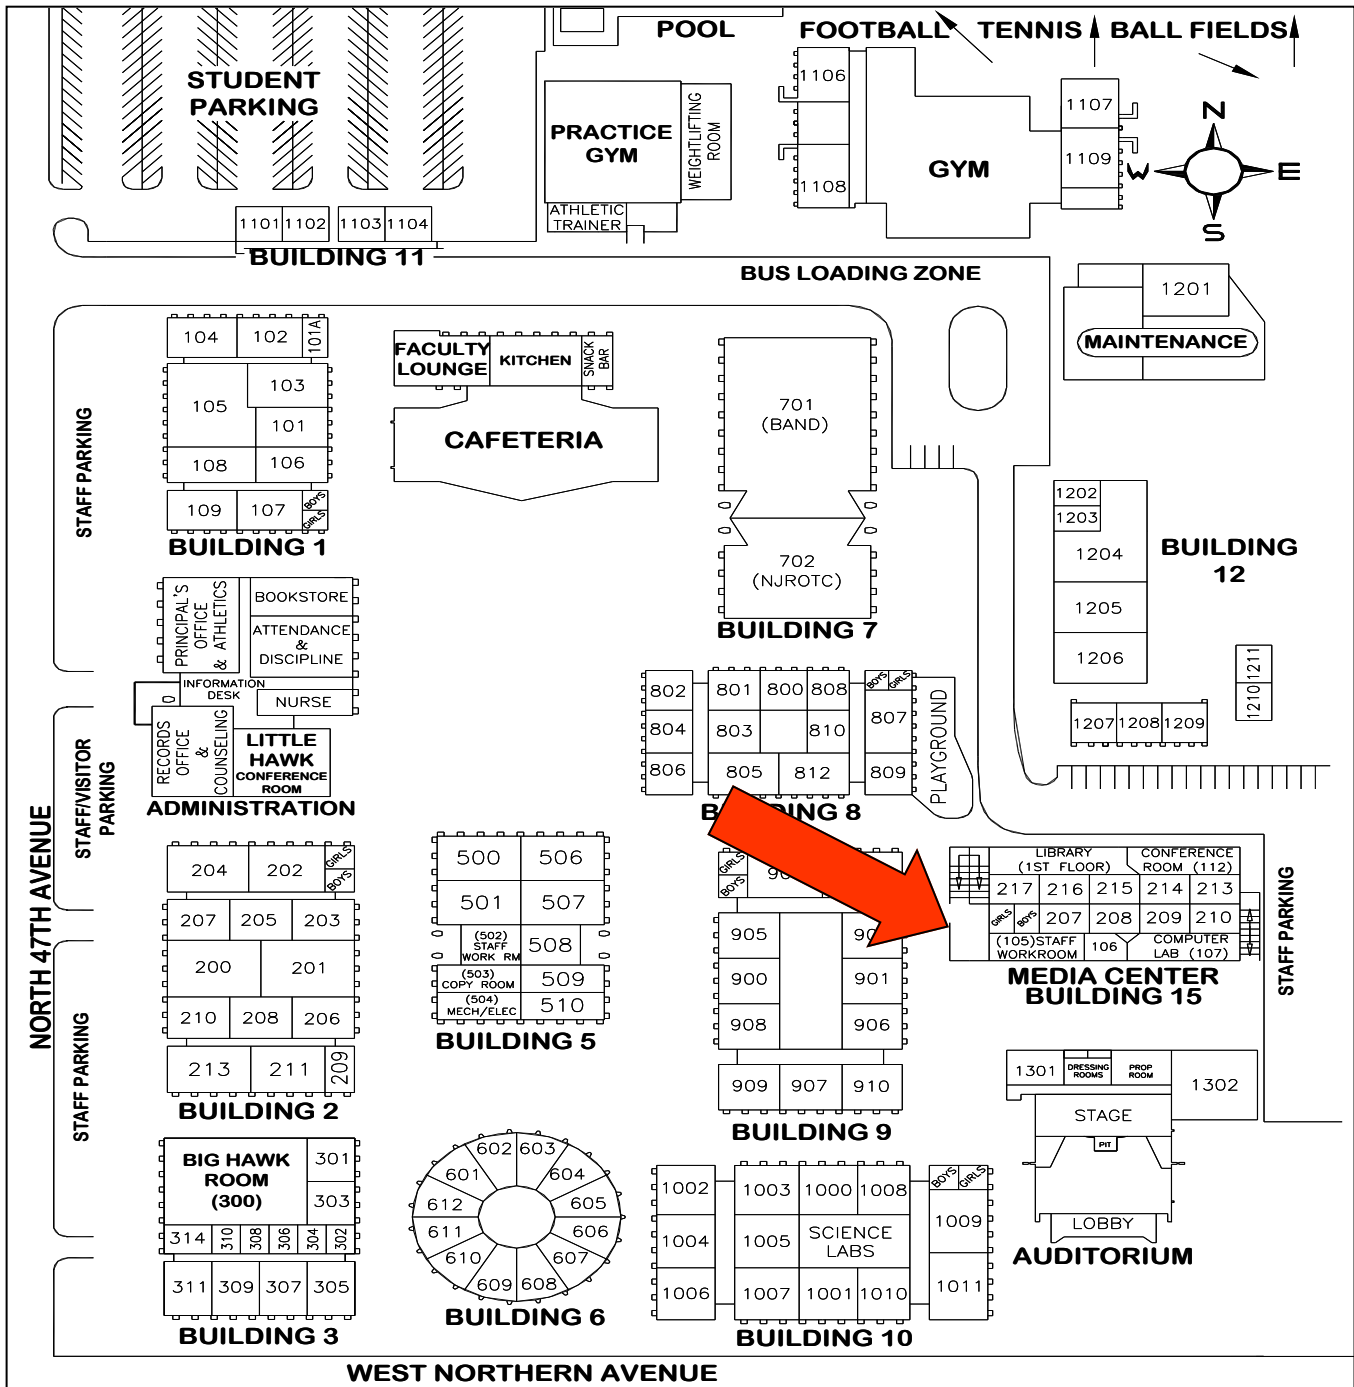 POOL
FOOTBALL
TENNIS
BALL FIELDS
STUDENT
PARKING
PRACTICE
GYM
WEIGHTLIFTING
ROOM
ATHLETIC
TRAINER
1106
1108
GYM
1107
1109
N
W
E
S
1101
1102
1103
1104
BUILDING 11
BUS LOADING ZONE
1201
MAINTENANCE
104
102
101A
103
105
101
108
106
109
107
BOYS
GIRLS
BUILDING 1
STAFF PARKING
FACULTY
LOUNGE
KITCHEN
SNACK
BAR
CAFETERIA
701
(BAND)
702
(NJROTC)
BUILDING 7
1202
1203
1204
1205
1206
BUILDING
12
1211
1210
1207
1208
1209
PRINCIPAL'S
OFFICE
& ATHLETICS
BOOKSTORE
ATTENDANCE
&
DISCIPLINE
INFORMATION
DESK
NURSE
RECORDS
OFFICE
&
COUNSELING
LITTLE
HAWK
CONFERENCE
ROOM
ADMINISTRATION
STAFF/VISITOR
PARKING
NORTH 47TH AVENUE
802
801
800
808
BOYS
GIRLS
804
803
810
807
806
805
812
809
PLAYGROUND
8
204
202
GIRLS
BOYS
207
205
203
200
201
210
208
206
213
211
209
BUILDING 2
STAFF PARKING
500
506
501
507
(502)
STAFF
WORK RM
508
(503)
COPY ROOM
509
(504)
MECH/ELEC
510
BUILDING 5
GIRLS
BOYS
905
900
901
908
906
909
907
910
BUILDING 9
LIBRARY
(1ST FLOOR)
CONFERENCE
ROOM (112)
217
216
215
214
213
GIRLS
BOYS
207
208
209
210
(105)STAFF
WORKROOM
106
COMPUTER
LAB (107)
MEDIA CENTER
BUILDING 15
STAFF PARKING
1301
DRESSING
ROOMS
PROP
ROOM
1302
STAGE
PIT
LOBBY
AUDITORIUM
BIG HAWK
ROOM
(300)
301
303
314
310
308
306
304
302
311
309
307
305
BUILDING 3
602
603
601
604
612
605
611
606
610
607
609
608
BUILDING 6
1002
1003
1000
1008
BOYS
GIRLS
1004
1005
SCIENCE
LABS
1009
1006
1007
1001
1010
1011
BUILDING 10
WEST NORTHERN AVENUE